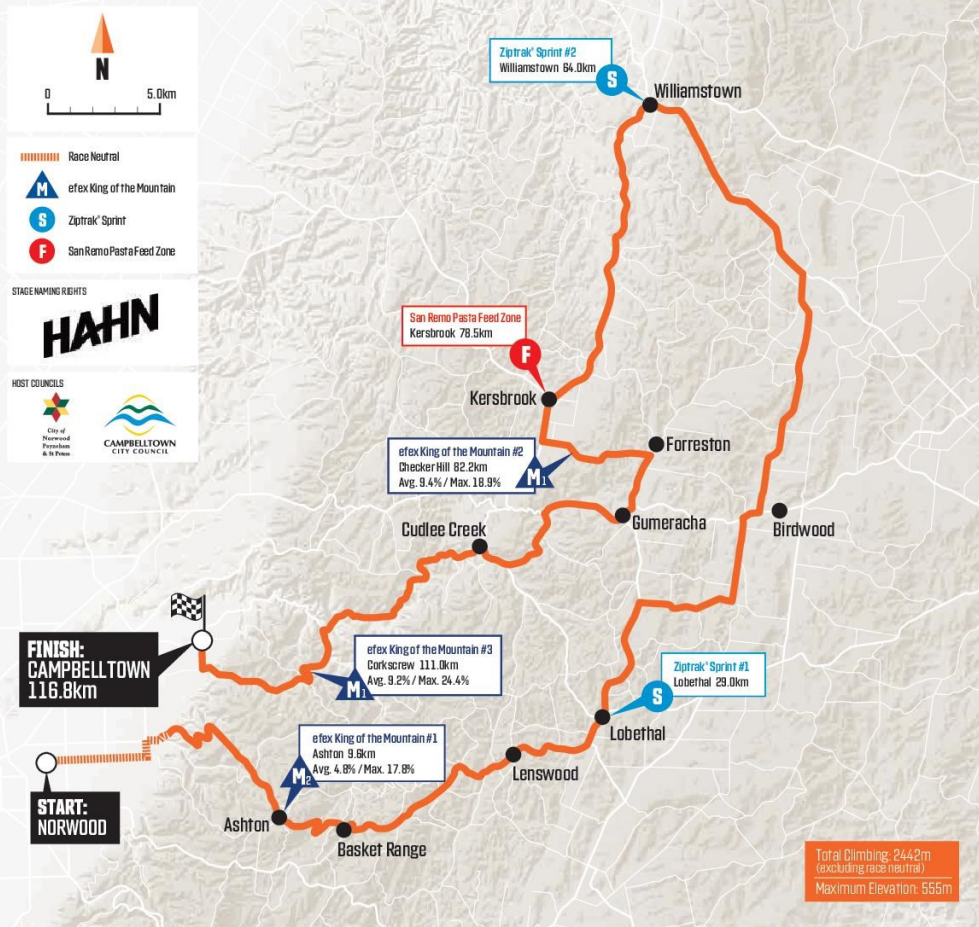 N
0 5.0km
Race Neutral
M efex King of the Mountain
S Ziptrak® Sprint
F San Remo Pasta Feed Zone
STAGE NAMING RIGHTS
HAHN
HOST COUNCILS
City of
Norwood
Payneham
& St Peters
CAMPBELLTOWN
CITY COUNCIL
Ziptrak® Sprint #2
Williamstown 64.0km
S
Williamstown
San Remo Pasta Feed Zone
Kersbrook 78.5km
F
Kersbrook
Forreston
efex King of the Mountain #2
Checker Hill 82.2km
Avg. 9.4% / Max. 18.9%
M1
Gumeracha
Birdwood
Cudlee Creek
FINISH:
CAMPBELLTOWN
116.8km
efex King of the Mountain #3
Corkscrew 111.0km
Avg. 9.2% / Max. 24.4%
M1
Ziptrak® Sprint #1
Lobethal 29.0km
S
Lobethal
efex King of the Mountain #1
Ashton 9.6km
Avg. 4.8% / Max. 17.8%
M2
Lenswood
START:
NORWOOD
Ashton
Basket Range
Total Climbing: 2442m
(excluding race neutral)
Maximum Elevation: 555m